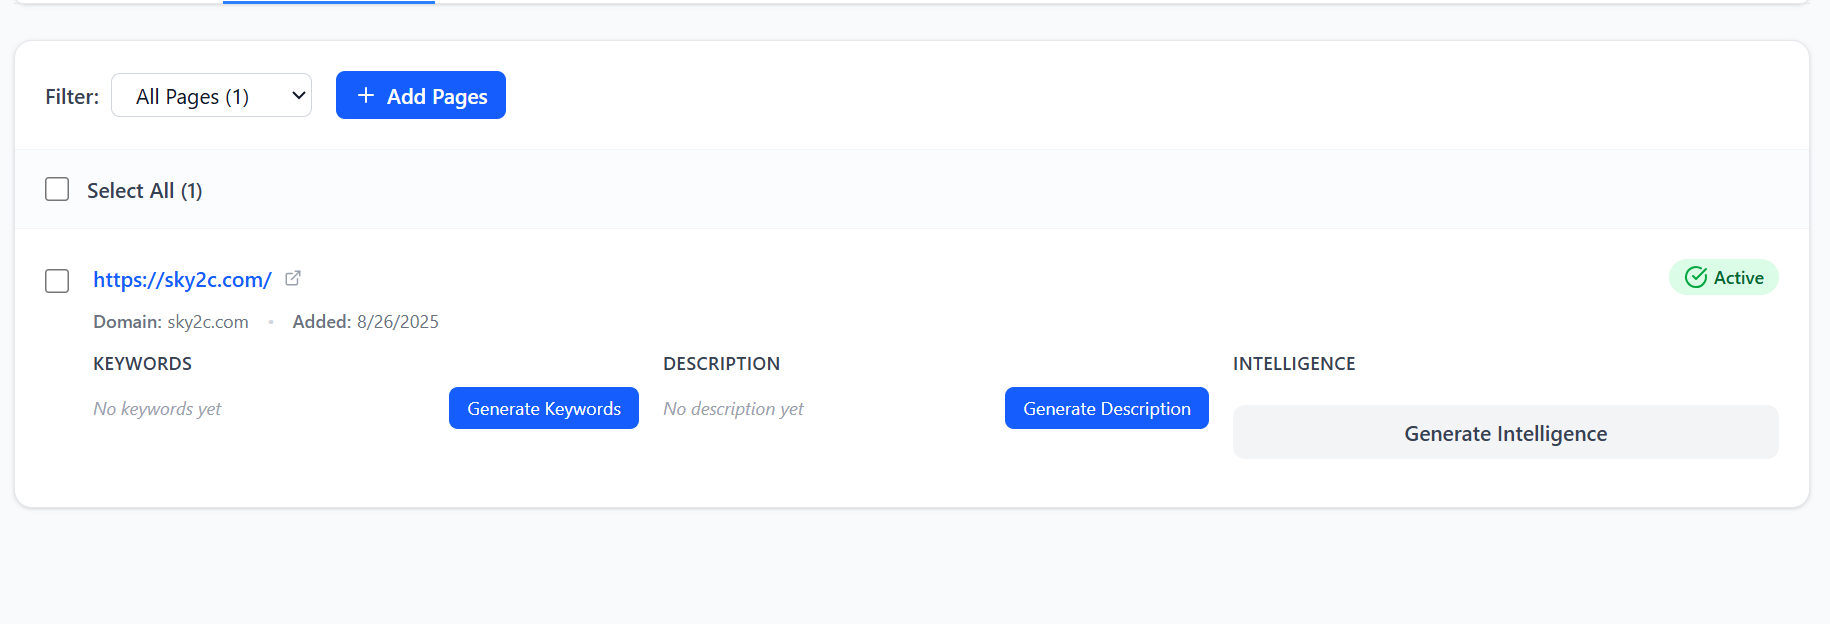 Filter: All Pages (1) + Add Pages
Select All (1)
https://sky2c.com/ Active
Domain: sky2c.com • Added: 8/26/2025
KEYWORDS DESCRIPTION INTELLIGENCE
No keywords yet Generate Keywords No description yet Generate Description
Generate Intelligence